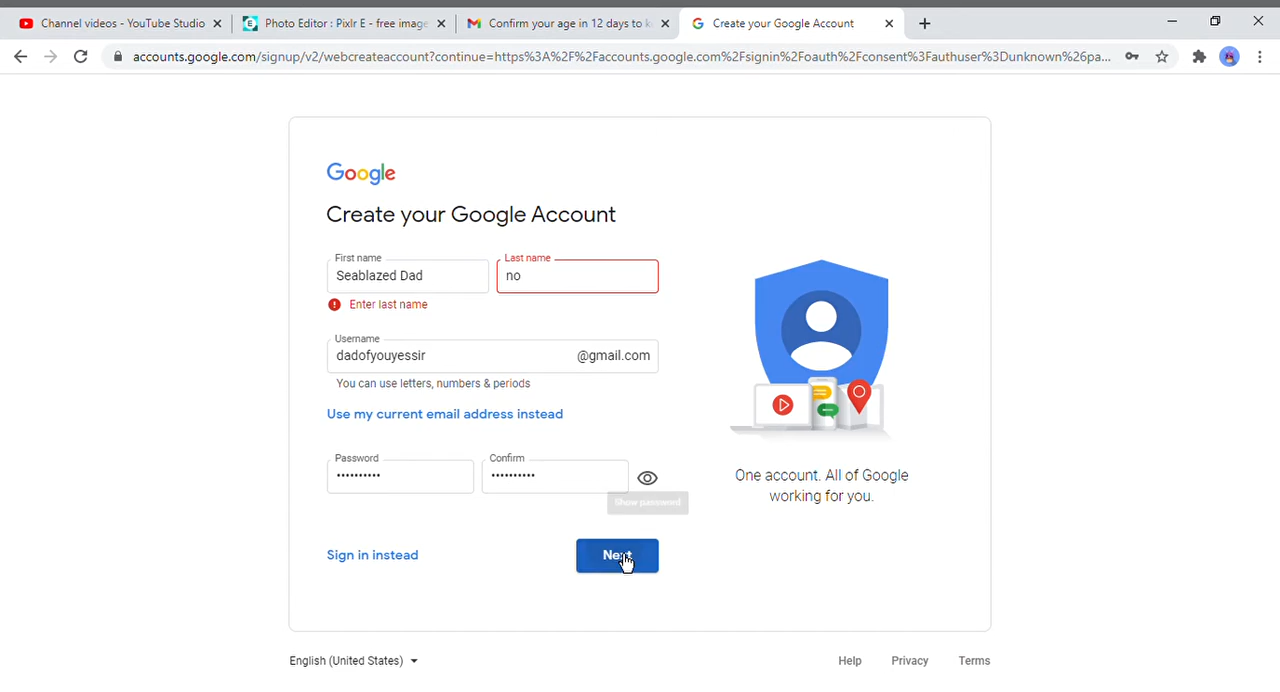 Channel videos - YouTube Studio
Photo Editor : Pixlr E - free image
Confirm your age in 12 days to k
Create your Google Account
accounts.google.com/signup/v2/webcreateaccount?continue=https%3A%2F%2Faccounts.google.com%2Fsignin%2Foauth%2Fconsent%3Fauthuser%3Dunknown%26pa...
Google
Create your Google Account
First name
Last name
Seablazed Dad
no
Enter last name
Username
dadofyouyessir
@gmail.com
You can use letters, numbers & periods
Use my current email address instead
Password
Confirm
Show password
One account. All of Google
working for you.
Sign in instead
Next
English (United States)
Help
Privacy
Terms